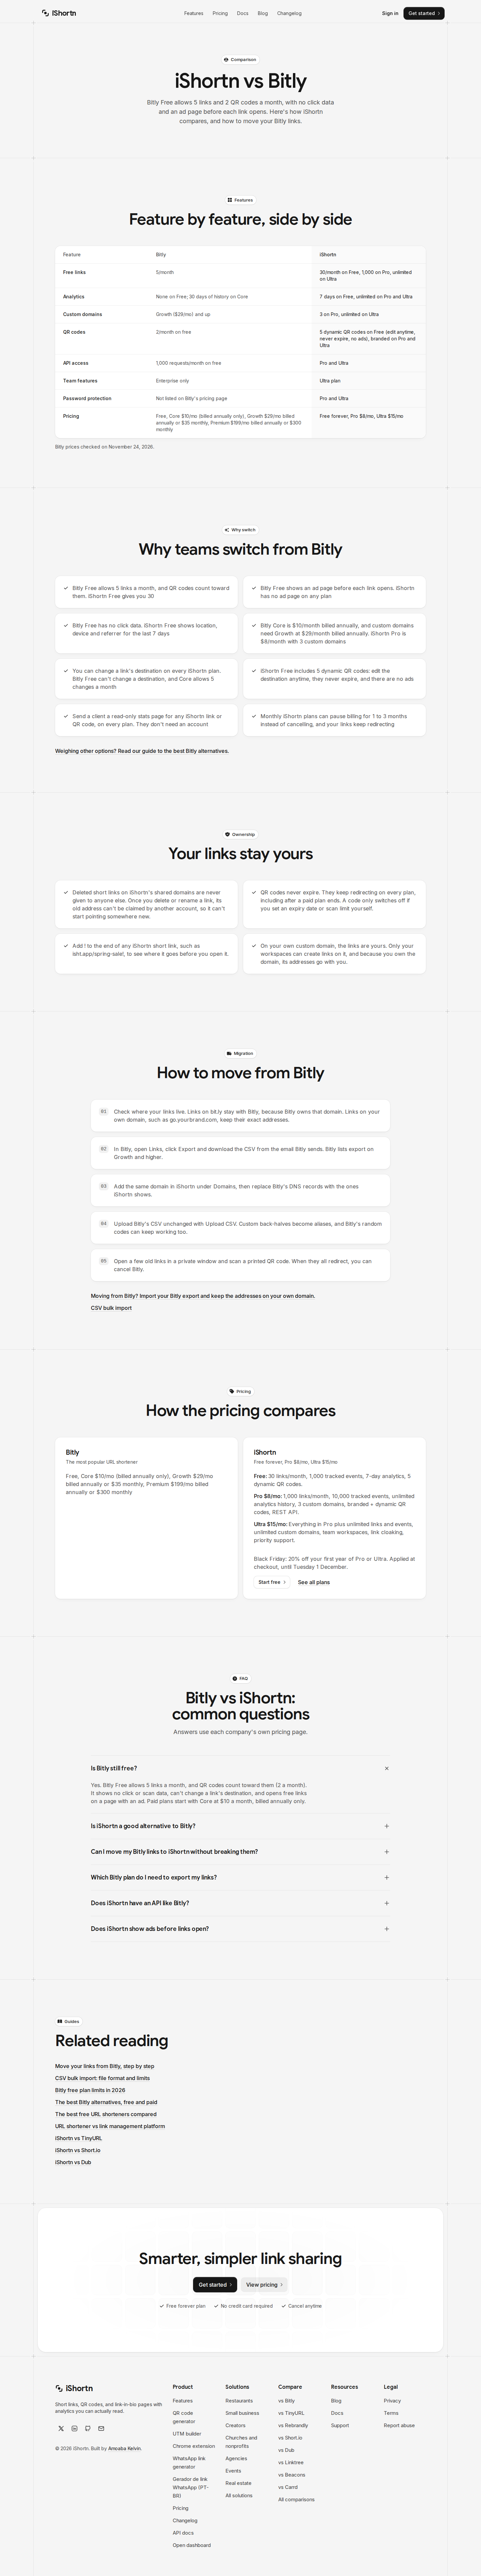 iShortn
Features Pricing Docs Blog Changelog
Sign in Get started
Comparison
iShortn vs Bitly
Bitly Free allows 5 links and 2 QR codes a month, with no click data
and an ad page before each link opens. Here's how iShortn
compares, and how to move your Bitly links.
Features
Feature by feature, side by side
Feature Bitly iShortn
Free links 5/month 30/month on Free, 1,000 on Pro, unlimited
on Ultra
Analytics None on Free; 30 days of history on Core 7 days on Free, unlimited on Pro and Ultra
Custom domains Growth ($29/mo) and up 3 on Pro, unlimited on Ultra
QR codes 2/month on free 5 dynamic QR codes on Free (edit anytime,
never expire, no ads), branded on Pro and
Ultra
API access 1,000 requests/month on free Pro and Ultra
Team features Enterprise only Ultra plan
Password protection Not listed on Bitly's pricing page Pro and Ultra
Pricing Free, Core $10/mo (billed annually only), Growth $29/mo billed Free forever, Pro $8/mo, Ultra $15/mo
annually or $35 monthly, Premium $199/mo billed annually or $300
monthly
Bitly prices checked on November 24, 2026.
Why switch
Why teams switch from Bitly
Bitly Free allows 5 links a month, and QR codes count toward
them. iShortn Free gives you 30
Bitly Free shows an ad page before each link opens. iShortn
has no ad page on any plan
Bitly Free has no click data. iShortn Free shows location,
device and referrer for the last 7 days
Bitly Core is $10/month billed annually, and custom domains
need Growth at $29/month billed annually. iShortn Pro is
$8/month with 3 custom domains
You can change a link's destination on every iShortn plan.
Bitly Free can't change a destination, and Core allows 5
changes a month
iShortn Free includes 5 dynamic QR codes: edit the
destination anytime, they never expire, and there are no ads
Send a client a read-only stats page for any iShortn link or
QR code, on every plan. They don't need an account
Monthly iShortn plans can pause billing for 1 to 3 months
instead of cancelling, and your links keep redirecting
Weighing other options? Read our guide to the best Bitly alternatives.
Ownership
Your links stay yours
Deleted short links on iShortn's shared domains are never
given to anyone else. Once you delete or rename a link, its
old address can't be claimed by another account, so it can't
start pointing somewhere new.
QR codes never expire. They keep redirecting on every plan,
including after a paid plan ends. A code only switches off if
you set an expiry date or scan limit yourself.
Add ! to the end of any iShortn short link, such as
isht.app/spring-sale!, to see where it goes before you open it.
On your own custom domain, the links are yours. Only your
workspaces can create links on it, and because you own the
domain, its addresses go with you.
Migration
How to move from Bitly
01 Check where your links live. Links on bit.ly stay with Bitly, because Bitly owns that domain. Links on your
own domain, such as go.yourbrand.com, keep their exact addresses.
02 In Bitly, open Links, click Export and download the CSV from the email Bitly sends. Bitly lists export on
Growth and higher.
03 Add the same domain in iShortn under Domains, then replace Bitly's DNS records with the ones
iShortn shows.
04 Upload Bitly's CSV unchanged with Upload CSV. Custom back-halves become aliases, and Bitly's random
codes can keep working too.
05 Open a few old links in a private window and scan a printed QR code. When they all redirect, you can
cancel Bitly.
Moving from Bitly? Import your Bitly export and keep the addresses on your own domain.
CSV bulk import
Pricing
How the pricing compares
Bitly
The most popular URL shortener
Free, Core $10/mo (billed annually only), Growth $29/mo
billed annually or $35 monthly, Premium $199/mo billed
annually or $300 monthly
iShortn
Free forever, Pro $8/mo, Ultra $15/mo
Free: 30 links/month, 1,000 tracked events, 7-day analytics, 5
dynamic QR codes.
Pro $8/mo: 1,000 links/month, 10,000 tracked events, unlimited
analytics history, 3 custom domains, branded + dynamic QR
codes, REST API.
Ultra $15/mo: Everything in Pro plus unlimited links and events,
unlimited custom domains, team workspaces, link cloaking,
priority support.
Black Friday: 20% off your first year of Pro or Ultra. Applied at
checkout, until Tuesday 1 December.
Start free See all plans
FAQ
Bitly vs iShortn:
common questions
Answers use each company's own pricing page.
Is Bitly still free?
Yes. Bitly Free allows 5 links a month, and QR codes count toward them (2 a month).
It shows no click or scan data, can't change a link's destination, and opens free links
on a page with an ad. Paid plans start with Core at $10 a month, billed annually only.
Is iShortn a good alternative to Bitly?
Can I move my Bitly links to iShortn without breaking them?
Which Bitly plan do I need to export my links?
Does iShortn have an API like Bitly?
Does iShortn show ads before links open?
Guides
Related reading
Move your links from Bitly, step by step
CSV bulk import: file format and limits
Bitly free plan limits in 2026
The best Bitly alternatives, free and paid
The best free URL shorteners compared
URL shortener vs link management platform
iShortn vs TinyURL
iShortn vs Short.io
iShortn vs Dub
Smarter, simpler link sharing
Get started View pricing
Free forever plan No credit card required Cancel anytime
iShortn
Short links, QR codes, and link-in-bio pages with
analytics you can actually read.
© 2026 iShortn. Built by Amoaba Kelvin.
Product
Features
QR code
generator
UTM builder
Chrome extension
WhatsApp link
generator
Gerador de link
WhatsApp (PT-
BR)
Pricing
Changelog
API docs
Open dashboard
Solutions
Restaurants
Small business
Creators
Churches and
nonprofits
Agencies
Events
Real estate
All solutions
Compare
vs Bitly
vs TinyURL
vs Rebrandly
vs Short.io
vs Dub
vs Linktree
vs Beacons
vs Carrd
All comparisons
Resources
Blog
Docs
Support
Legal
Privacy
Terms
Report abuse